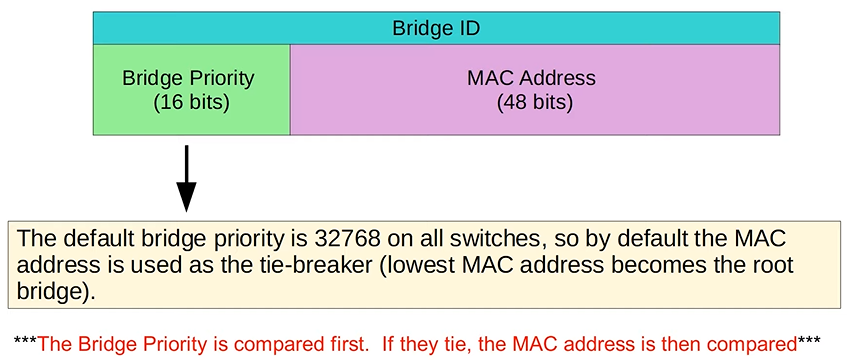 Bridge ID
Bridge Priority
(16 bits)
MAC Address
(48 bits)
The default bridge priority is 32768 on all switches, so by default the MAC
address is used as the tie-breaker (lowest MAC address becomes the root
bridge).
***The Bridge Priority is compared first.  If they tie, the MAC address is then compared***